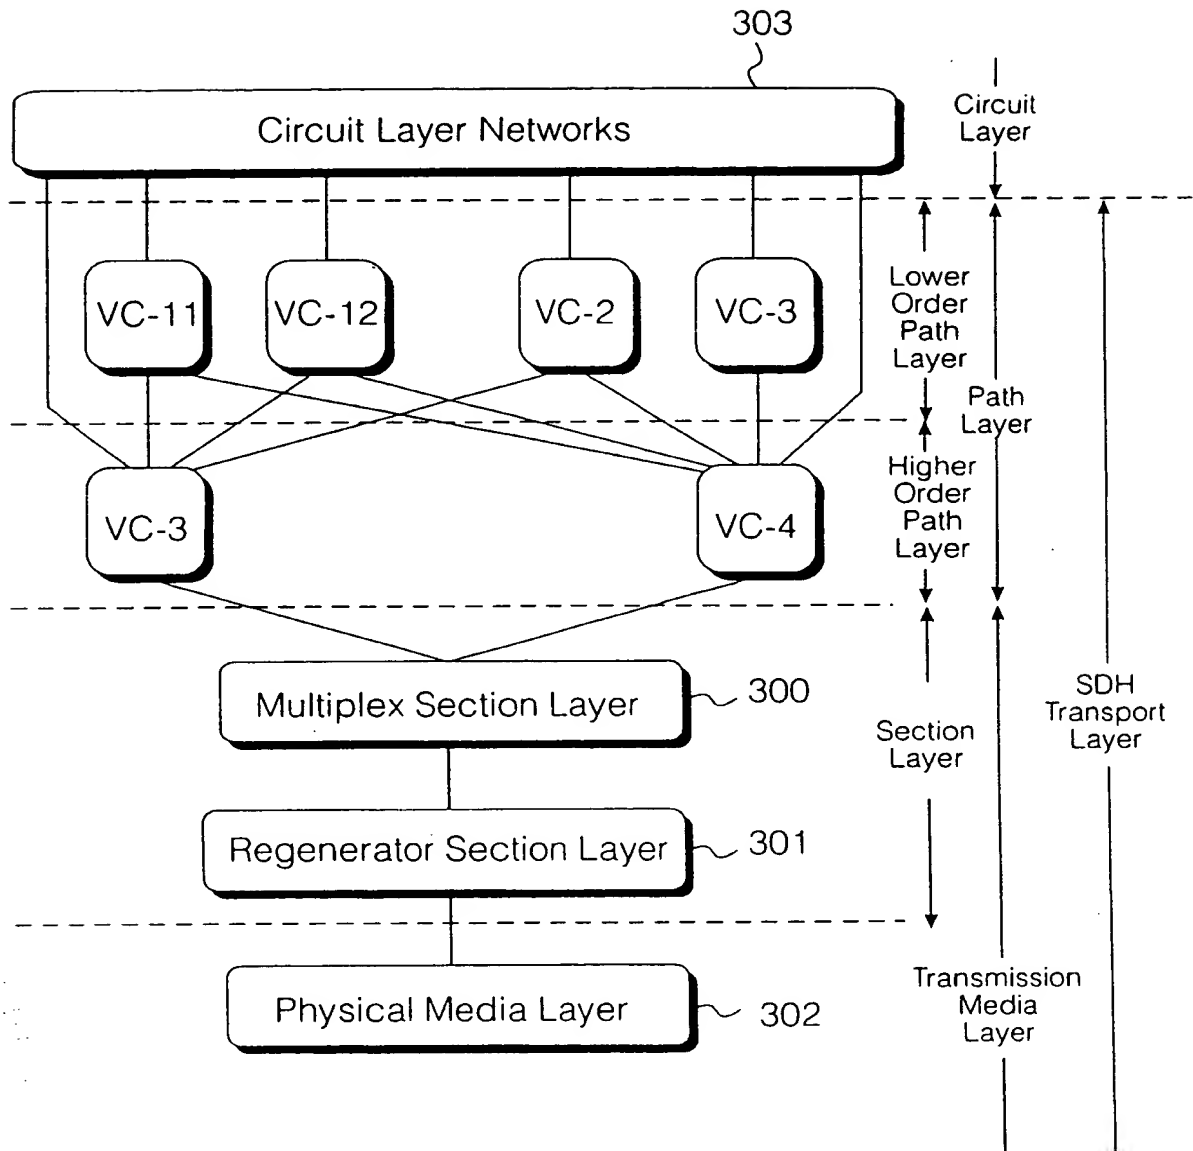 303
Circuit Layer Networks
Circuit
Layer
VC-11
VC-12
VC-2
VC-3
Lower
Order
Path
Layer
Path
Layer
VC-3
VC-4
Higher
Order
Path
Layer
Multiplex Section Layer
300
Section
Layer
SDH
Transport
Layer
Regenerator Section Layer
301
Physical Media Layer
302
Transmission
Media
Layer